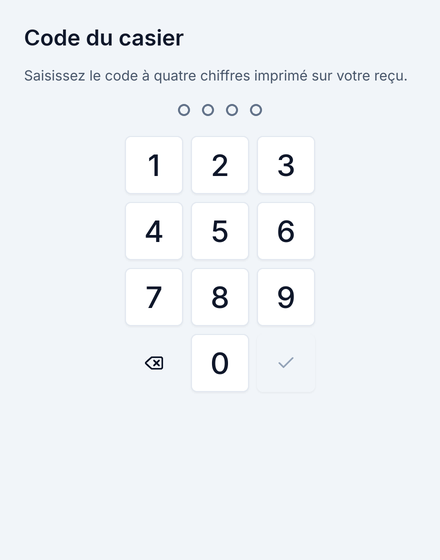 Code du casier
Saisissez le code à quatre chiffres imprimé sur votre reçu.
1 2 3
4 5 6
7 8 9
0